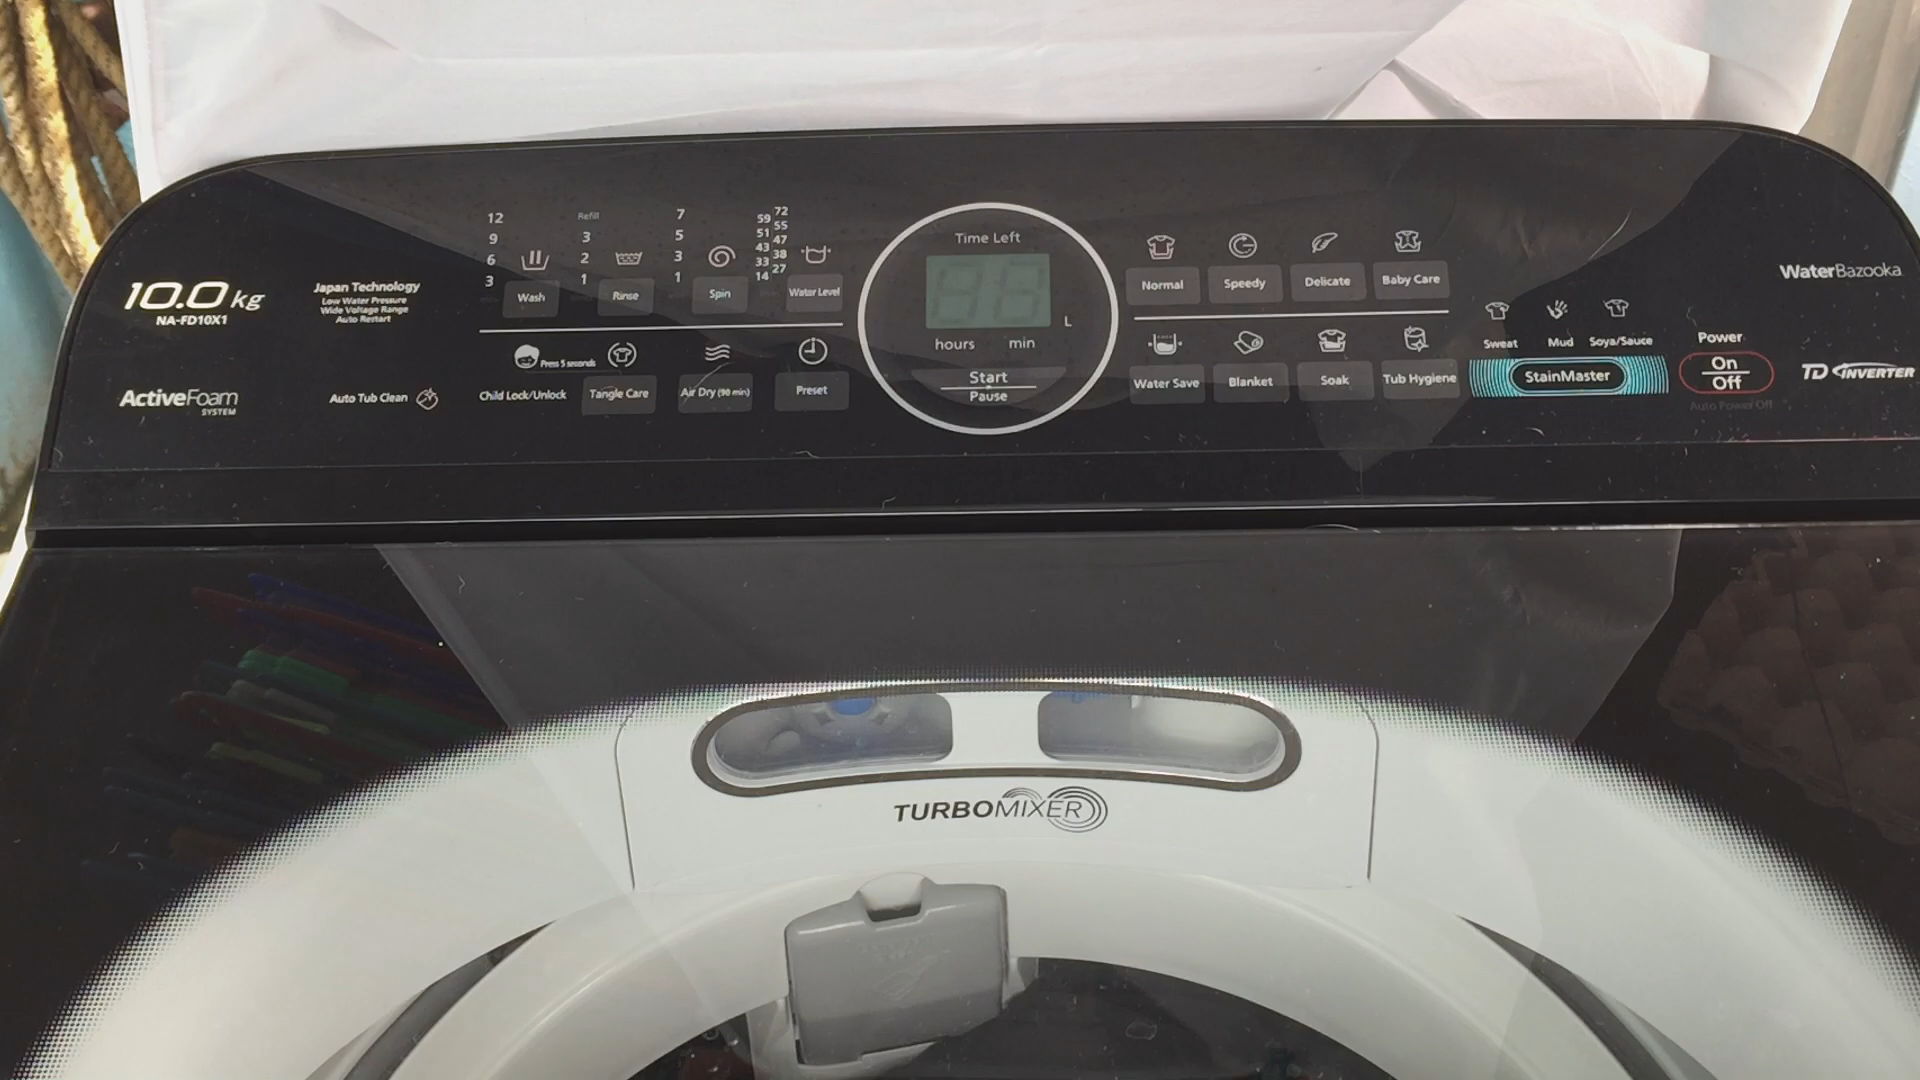 10.0 kg
NA-FD10X1
Japan Technology
Low Water Pressure
Wide Voltage Range
Auto Restart
ActiveFoam
SYSTEM
Auto Tub Clean
12
9
6
3
Wash
Refill
3
2
1
Rinse
7
5
3
1
Spin
72
59
55
51
47
43
38
33
27
14
Water Level
Press 5 seconds
Child Lock/Unlock
Tangle Care
Air Dry (90 min)
Preset
Time Left
L
hours min
Start
Pause
Normal
Speedy
Delicate
Baby Care
Water Save
Blanket
Soak
Tub Hygiene
Sweat
Mud
Soya/Sauce
StainMaster
Power
On
Off
Auto Power Off
WaterBazooka
TD INVERTER
TURBOMIXER